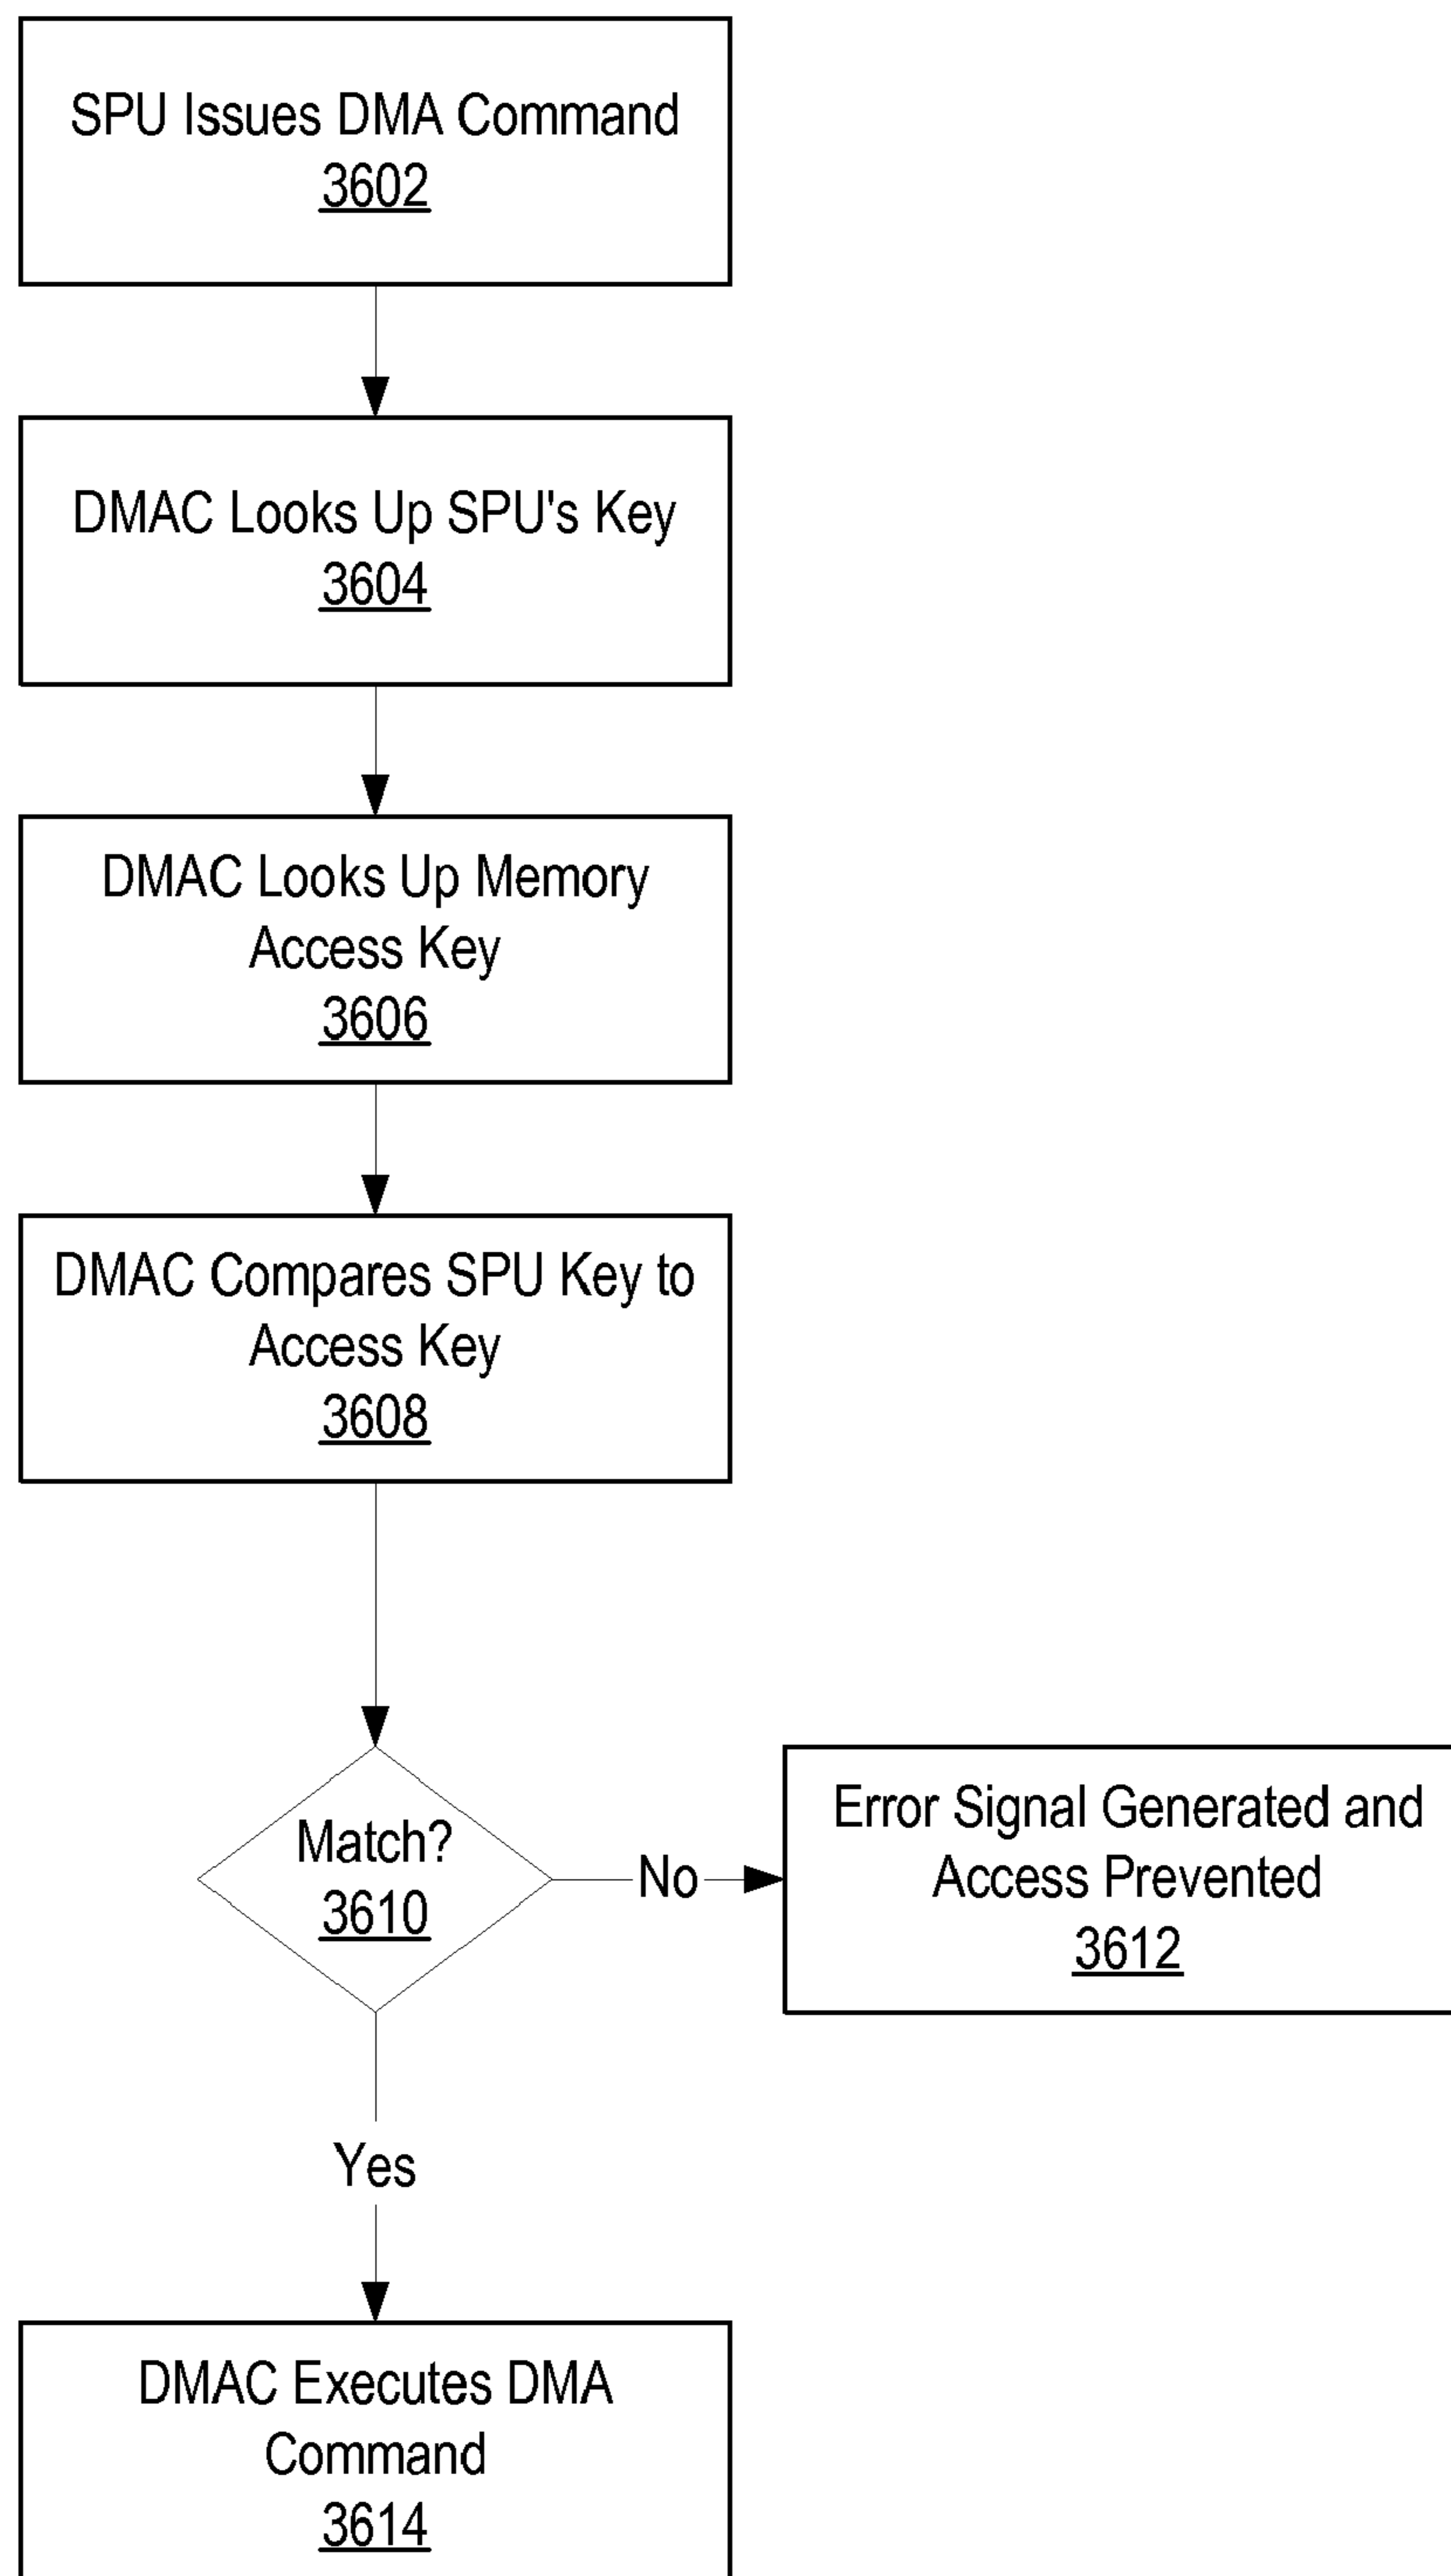 SPU Issues DMA Command
3602
DMAC Looks Up SPU's Key
3604
DMAC Looks Up Memory
Access Key
3606
DMAC Compares SPU Key to
Access Key
3608
Match?
3610
No
Error Signal Generated and
Access Prevented
3612
Yes
DMAC Executes DMA
Command
3614